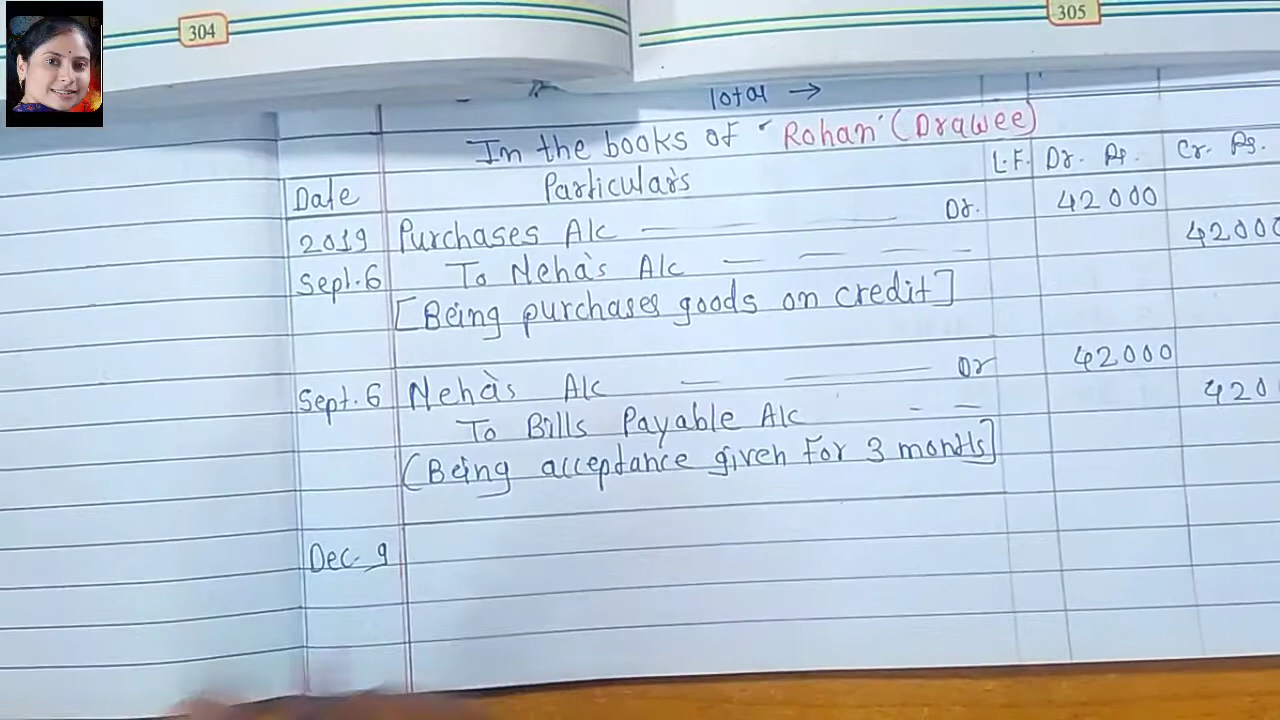 304
305
Total →
In the books of "Rohan" (Drawee)
Date Particulars L.F. Dr. Rs. Cr. Rs.
2019 Purchases A/c Dr. 42000
Sept. 6 To Neha's A/c 42000
[Being purchases goods on credit]
Sept. 6 Neha's A/c Dr 42000
To Bills Payable A/c 420
(Being acceptance given for 3 months]
Dec 9